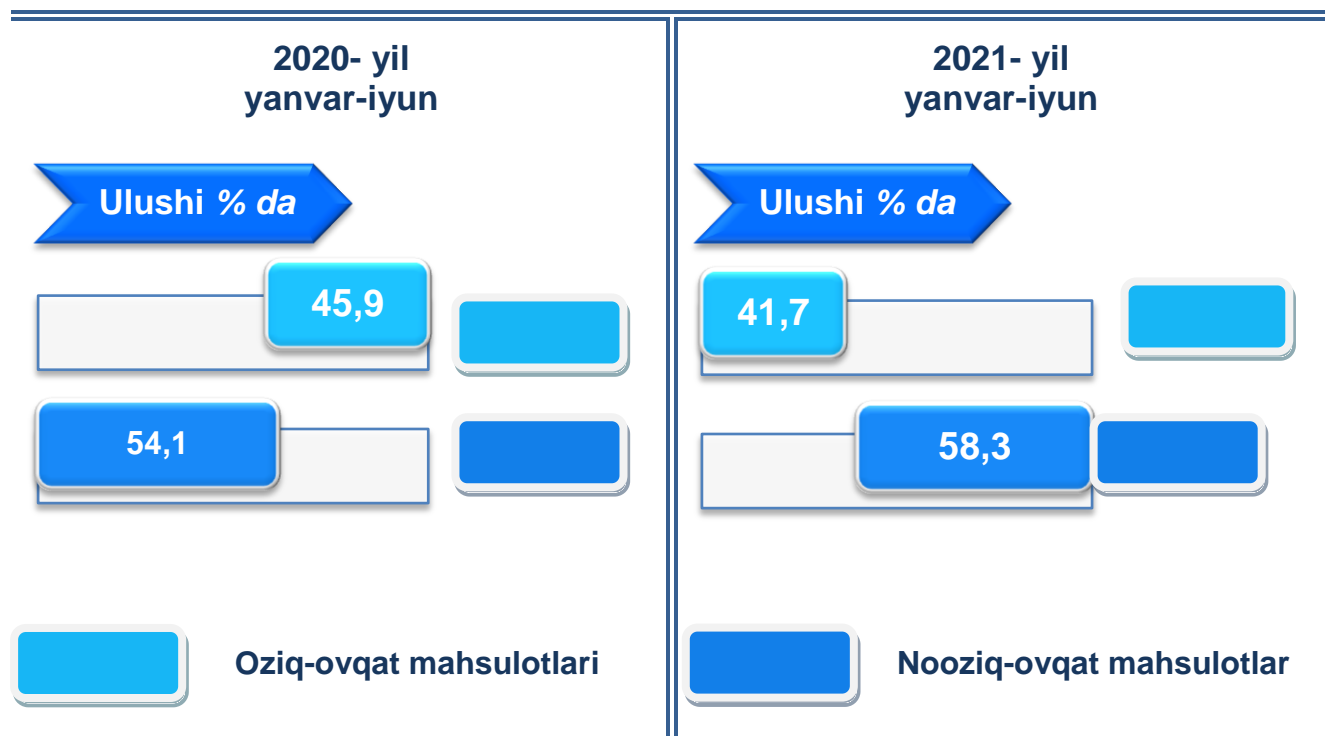 2020- yil
yanvar-iyun
Ulushi % da
45,9
54,1
2021- yil
yanvar-iyun
Ulushi % da
41,7
58,3
Oziq-ovqat mahsulotlari
Nooziq-ovqat mahsulotlar